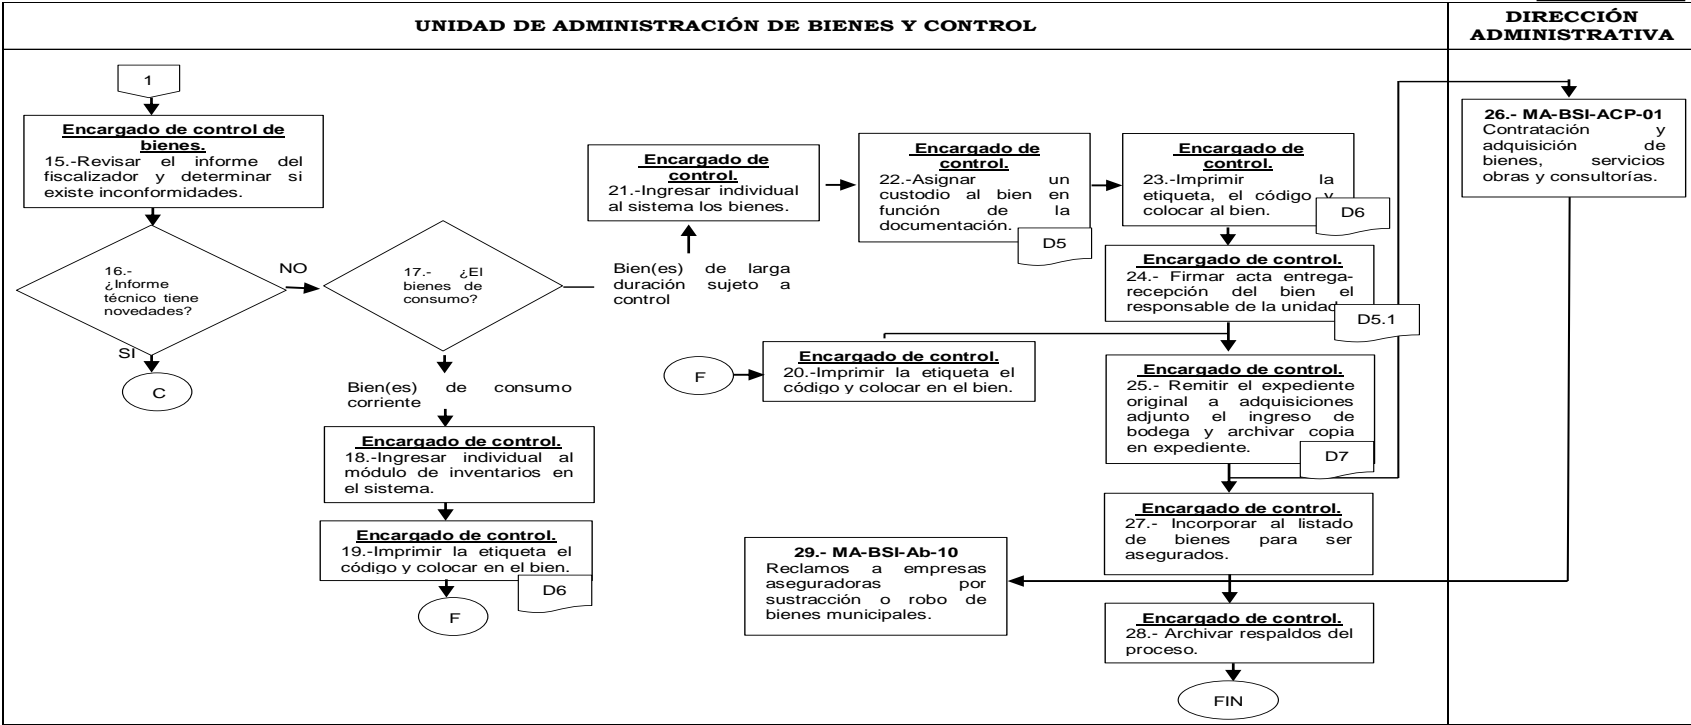 UNIDAD DE ADMINISTRACIÓN DE BIENES Y CONTROL
DIRECCIÓN
ADMINISTRATIVA
1
Encargado de control de
bienes.
15.-Revisar el informe del
fiscalizador y determinar si
existe inconformidades.
16.-
¿Informe
técnico tiene
novedades?
NO
SI
C
17.- ¿El
bienes de
consumo?
Bien(es) de consumo
corriente
Encargado de control.
18.-Ingresar individual al
módulo de inventarios en
el sistema.
Encargado de control.
19.-Imprimir la etiqueta el
código y colocar en el bien.
D6
F
Bien(es) de larga
duración sujeto a
control
Encargado de
control.
21.-Ingresar individual
al sistema los bienes.
Encargado de
control.
22.-Asignar un
custodio al bien en
función de la
documentación.
D5
Encargado de
control.
23.-Imprimir la
etiqueta, el código y
colocar al bien.
D6
Encargado de control.
24.- Firmar acta entrega-
recepción del bien el
responsable de la unidad
D5.1
F
Encargado de control.
20.-Imprimir la etiqueta el
código y colocar en el bien.
Encargado de control.
25.- Remitir el expediente
original a adquisiciones
adjunto el ingreso de
bodega y archivar copia
en expediente.
D7
26.- MA-BSI-ACP-01
Contratación y
adquisición de
bienes, servicios
obras y consultorías.
Encargado de control.
27.- Incorporar al listado
de bienes para ser
asegurados.
29.- MA-BSI-Ab-10
Reclamos a empresas
aseguradoras por
sustracción o robo de
bienes municipales.
Encargado de control.
28.- Archivar respaldos del
proceso.
FIN